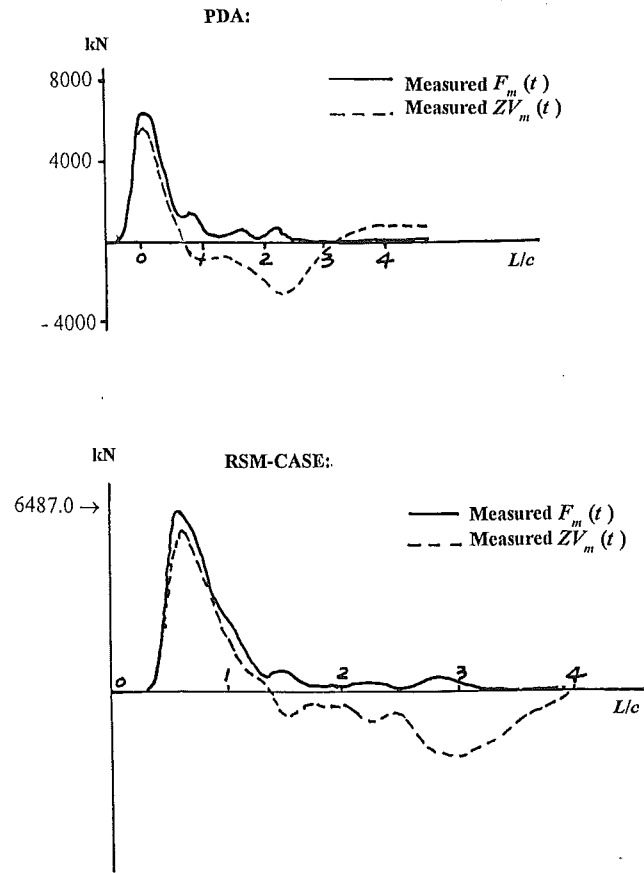 PDA:
kN
8000
Measured F_m (t)
Measured ZV_m (t)
4000
0 1 2 3 4
L/c
- 4000
kN
RSM-CASE:
6487.0 →
Measured F_m (t)
Measured ZV_m (t)
0 1 2 3 4
L/c